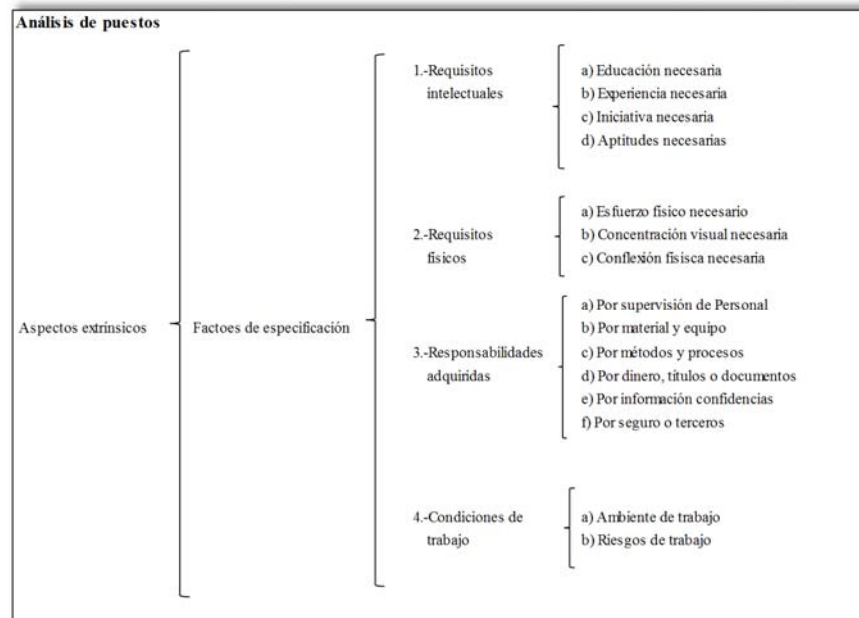 Análisis de puestos
1.-Requisitos
intelectuales
a) Educación necesaria
b) Experiencia necesaria
c) Iniciativa necesaria
d) Aptitudes necesarias
2.-Requisitos
físicos
a) Esfuerzo físico necesario
b) Concentración visual necesaria
c) Conflexión físisca necesaria
Aspectos extrínsicos
Factoes de especificación
3.-Responsabilidades
adquiridas
a) Por supervisión de Personal
b) Por material y equipo
c) Por métodos y procesos
d) Por dinero, títulos o documentos
e) Por información confidencias
f) Por seguro o terceros
4.-Condiciones de
trabajo
a) Ambiente de trabajo
b) Riesgos de trabajo